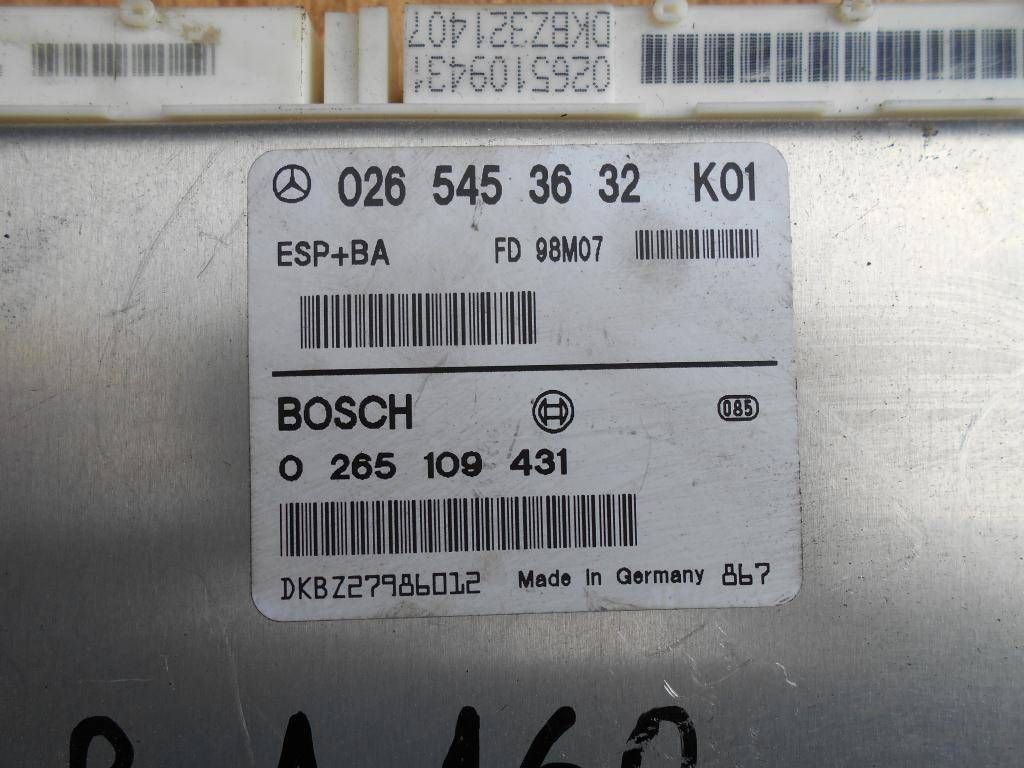 DKBZ321407
0265109431
026 545 36 32 K01
ESP+BA FD 98M07
BOSCH 085
0 265 109 431
DKBZ27986012 Made in Germany 867
A 160